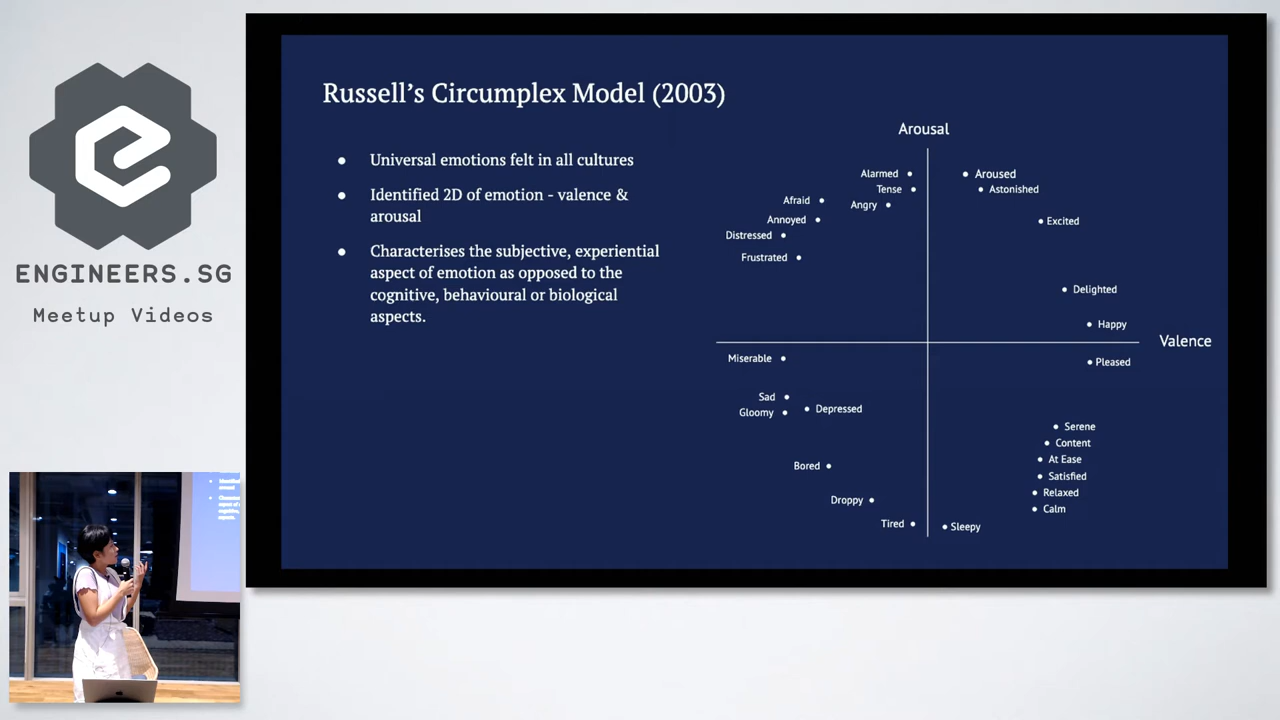 ENGINEERS.SG
Meetup Videos
Russell's Circumplex Model (2003)
● Universal emotions felt in all cultures
● Identified 2D of emotion - valence &
arousal
● Characterises the subjective, experiential
aspect of emotion as opposed to the
cognitive, behavioural or biological
aspects.
Arousal
Alarmed
Aroused
Tense
Astonished
Afraid
Angry
Annoyed
Excited
Distressed
Frustrated
Delighted
Happy
Valence
Miserable
Pleased
Sad
Depressed
Gloomy
Serene
Content
At Ease
Bored
Satisfied
Relaxed
Droppy
Calm
Tired
Sleepy